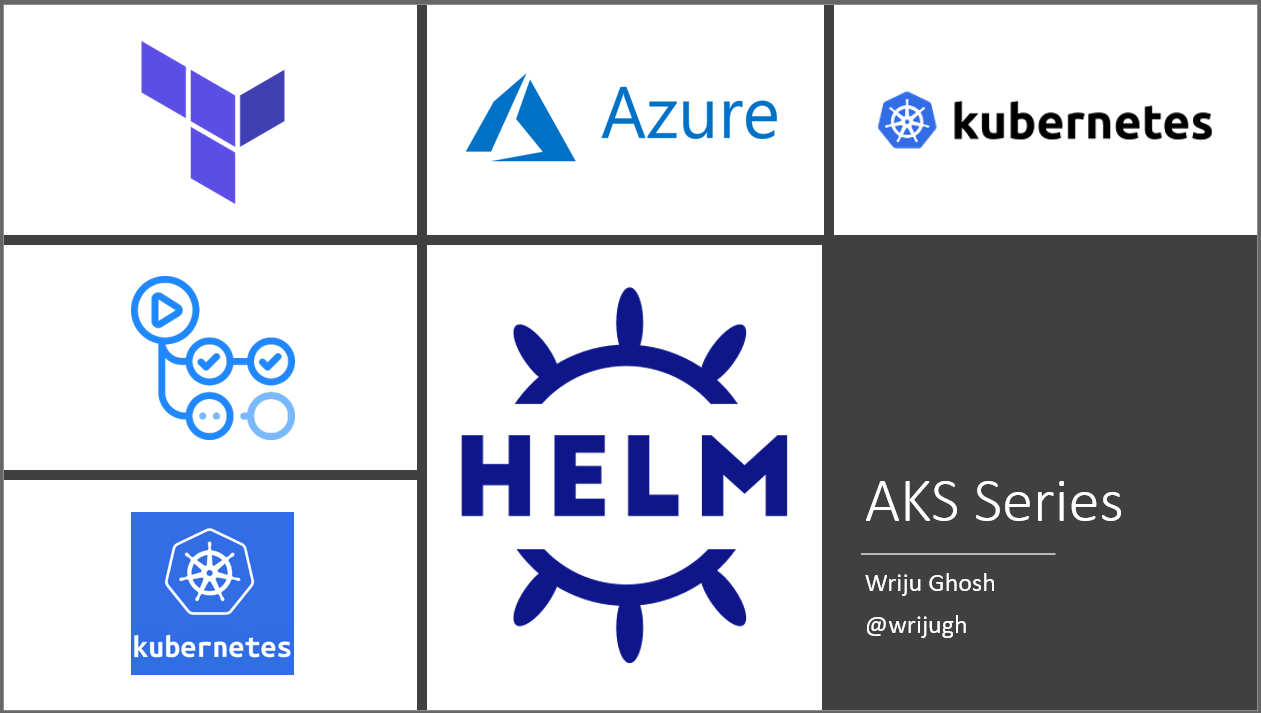 Azure
kubernetes
HELM
kubernetes
AKS Series
Wriju Ghosh
@wrijugh